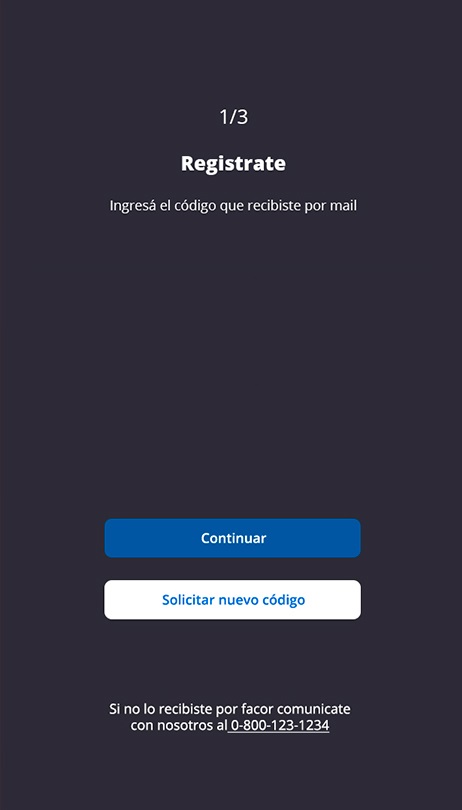 1/3
Registrate
Ingresá el código que recibiste por mail
Continuar
Solicitar nuevo código
Si no lo recibiste por facor comunicate
con nosotros al 0-800-123-1234